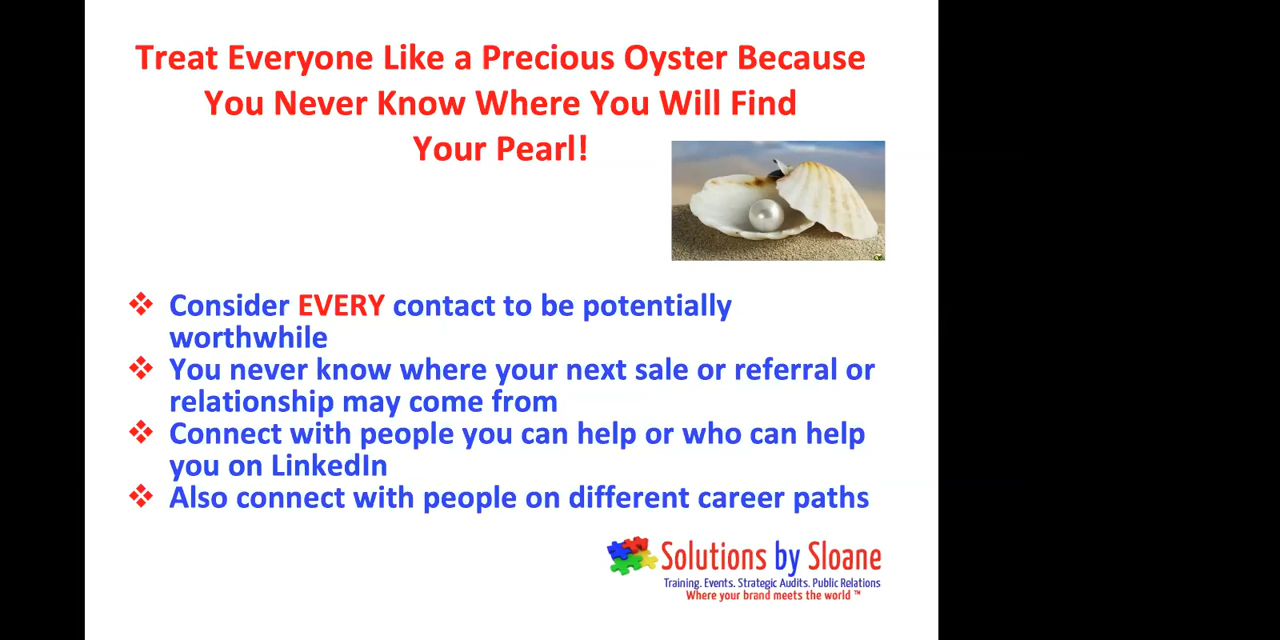 Treat Everyone Like a Precious Oyster Because
You Never Know Where You Will Find
Your Pearl!
Consider EVERY contact to be potentially
worthwhile
You never know where your next sale or referral or
relationship may come from
Connect with people you can help or who can help
you on LinkedIn
Also connect with people on different career paths
Solutions by Sloane
Training. Events. Strategic Audits. Public Relations
Where your brand meets the world ™